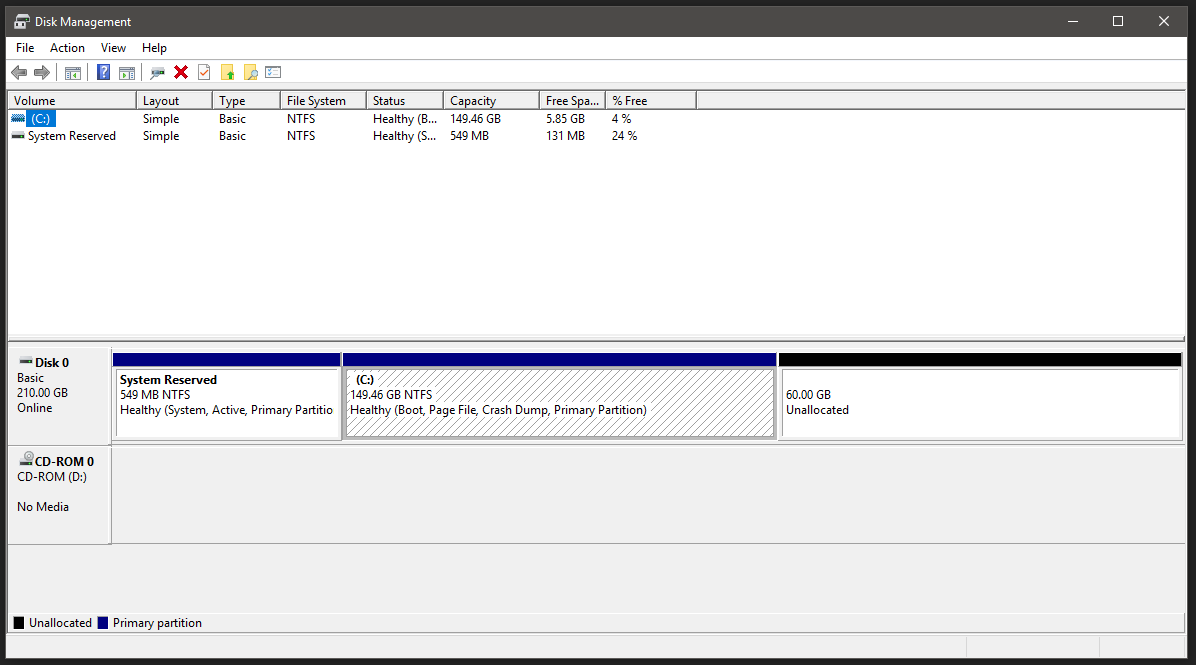 Disk Management
File Action View Help
Volume Layout Type File System Status Capacity Free Spa... % Free
(C:) Simple Basic NTFS Healthy (B... 149.46 GB 5.85 GB 4 %
System Reserved Simple Basic NTFS Healthy (S... 549 MB 131 MB 24 %
Disk 0
Basic
210.00 GB
Online
System Reserved
549 MB NTFS
Healthy (System, Active, Primary Partitio
(C:)
149.46 GB NTFS
Healthy (Boot, Page File, Crash Dump, Primary Partition)
60.00 GB
Unallocated
CD-ROM 0
CD-ROM (D:)
No Media
Unallocated Primary partition